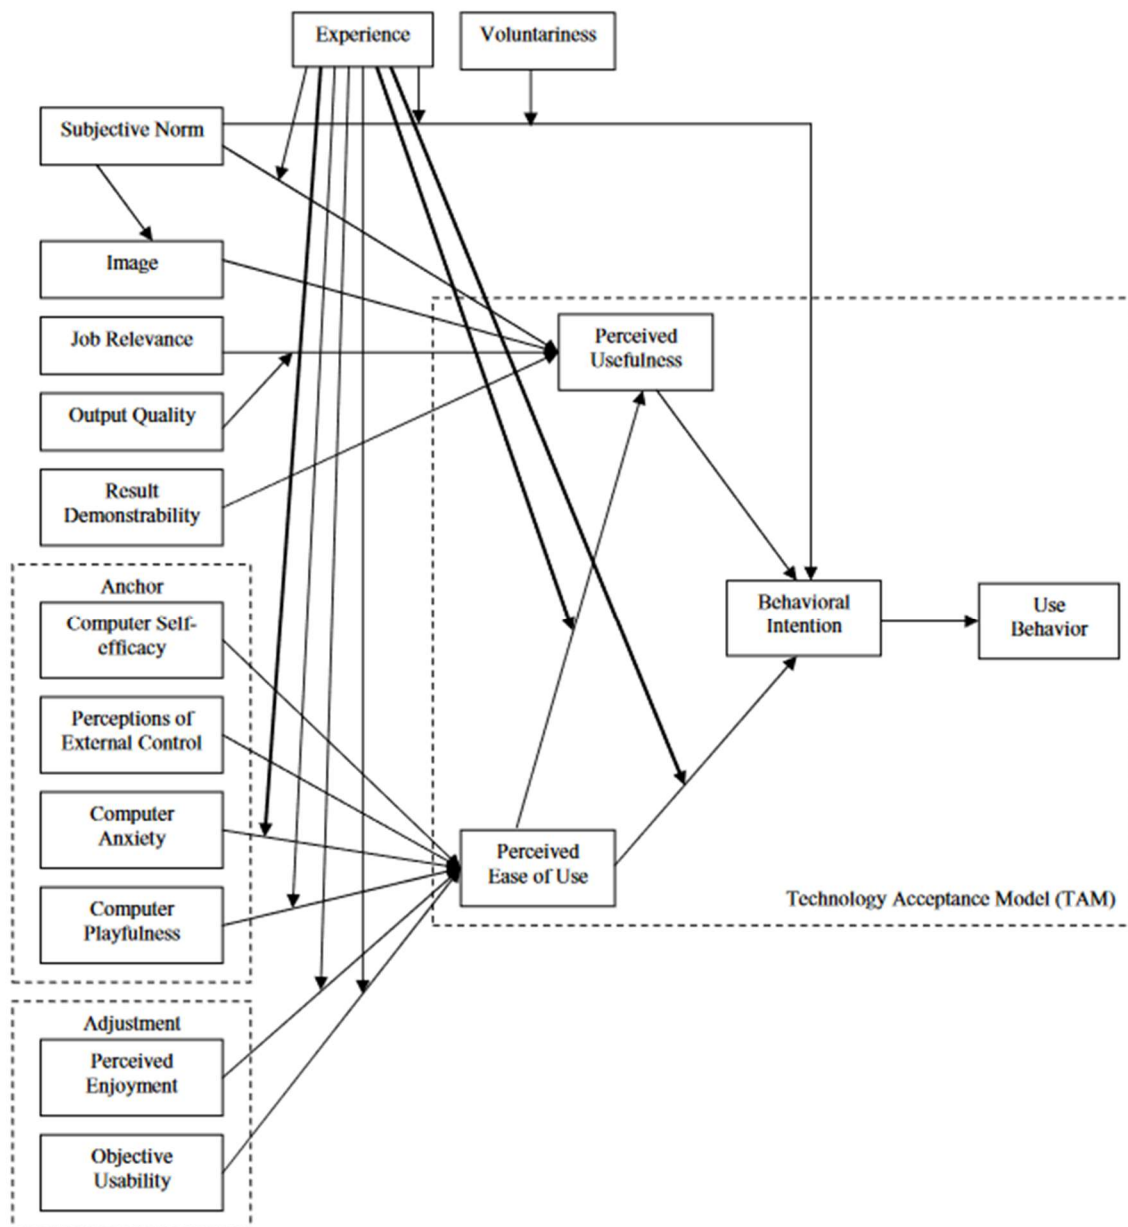 Experience
Voluntariness
Subjective Norm
Image
Job Relevance
Perceived
Usefulness
Output Quality
Result
Demonstrability
Anchor
Computer Self-
efficacy
Behavioral
Intention
Use
Behavior
Perceptions of
External Control
Computer
Anxiety
Perceived
Ease of Use
Computer
Playfulness
Technology Acceptance Model (TAM)
Adjustment
Perceived
Enjoyment
Objective
Usability